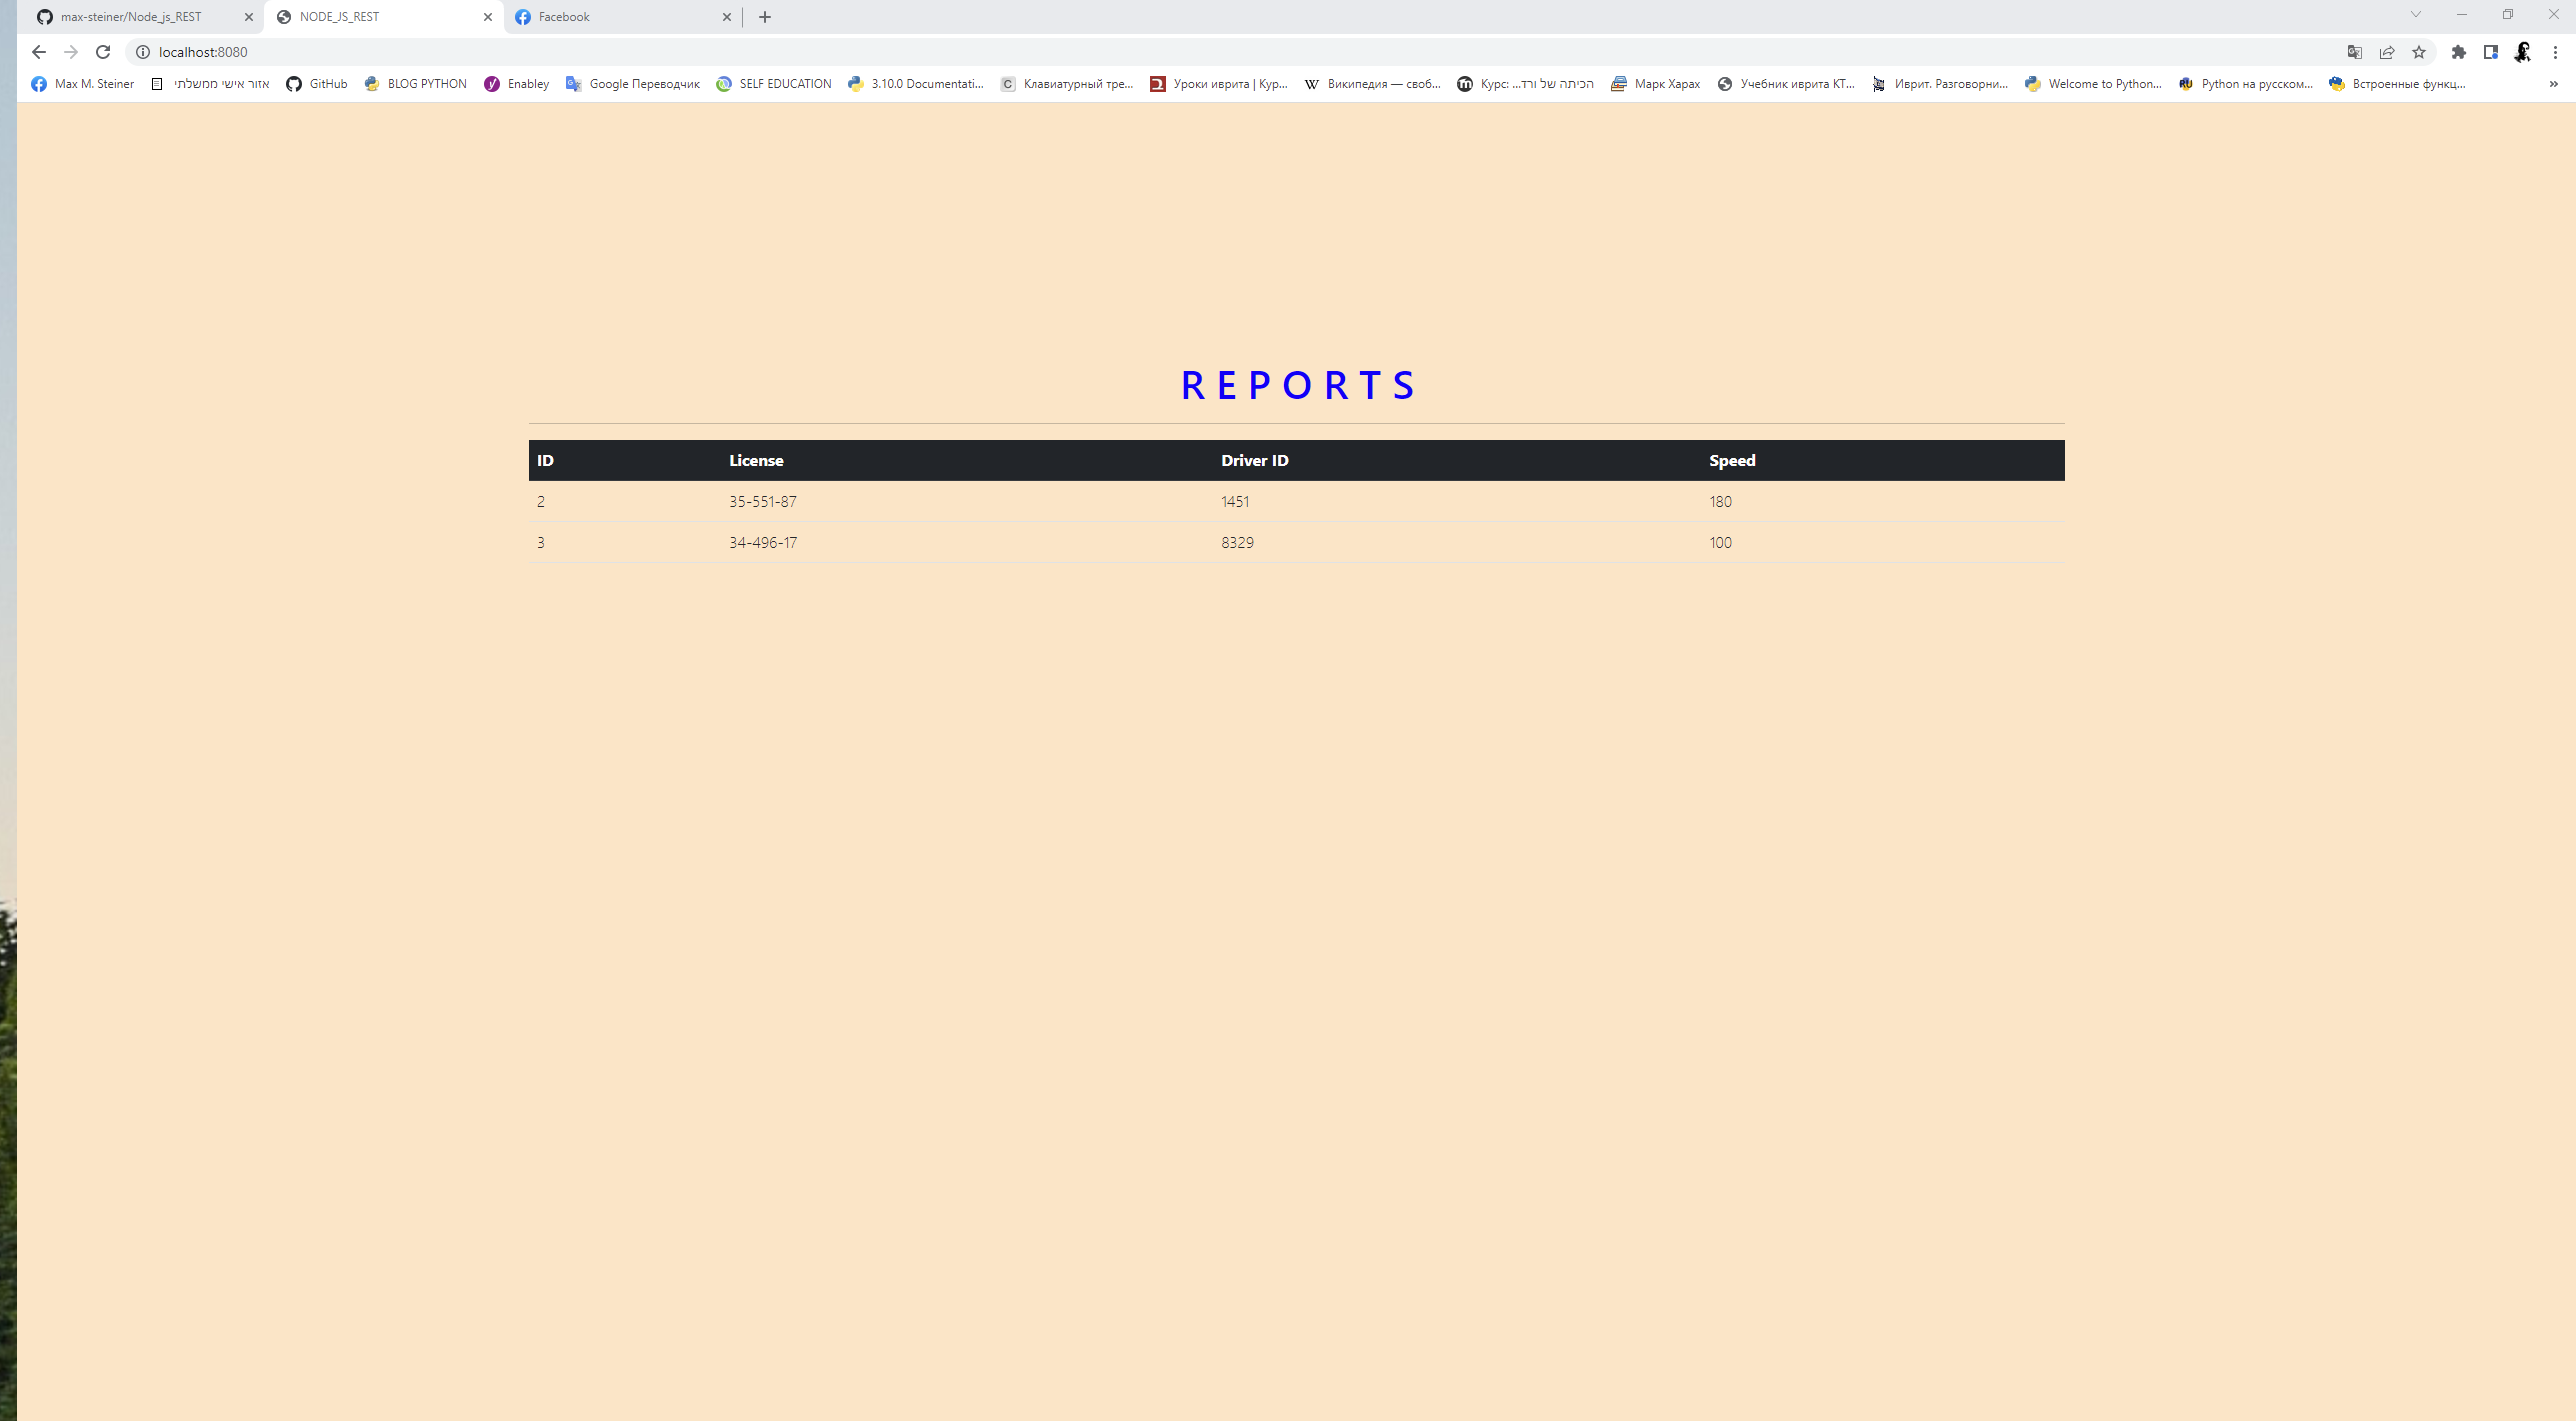 max-steiner/Node_js_REST NODE_JS_REST Facebook
localhost:8080
Max M. Steiner אזור אישי ממשלתי GitHub BLOG PYTHON Enabley Google Переводчик SELF EDUCATION 3.10.0 Documentati... Клавиатурный тре... Уроки иврита | Кур... Википедия — своб... Курс: ...הכיתה של ורד Марк Харах Учебник иврита КТ... Иврит. Разговорни... Welcome to Python... Python на русском... Встроенные функц...
R E P O R T S
ID License Driver ID Speed
2 35-551-87 1451 180
3 34-496-17 8329 100